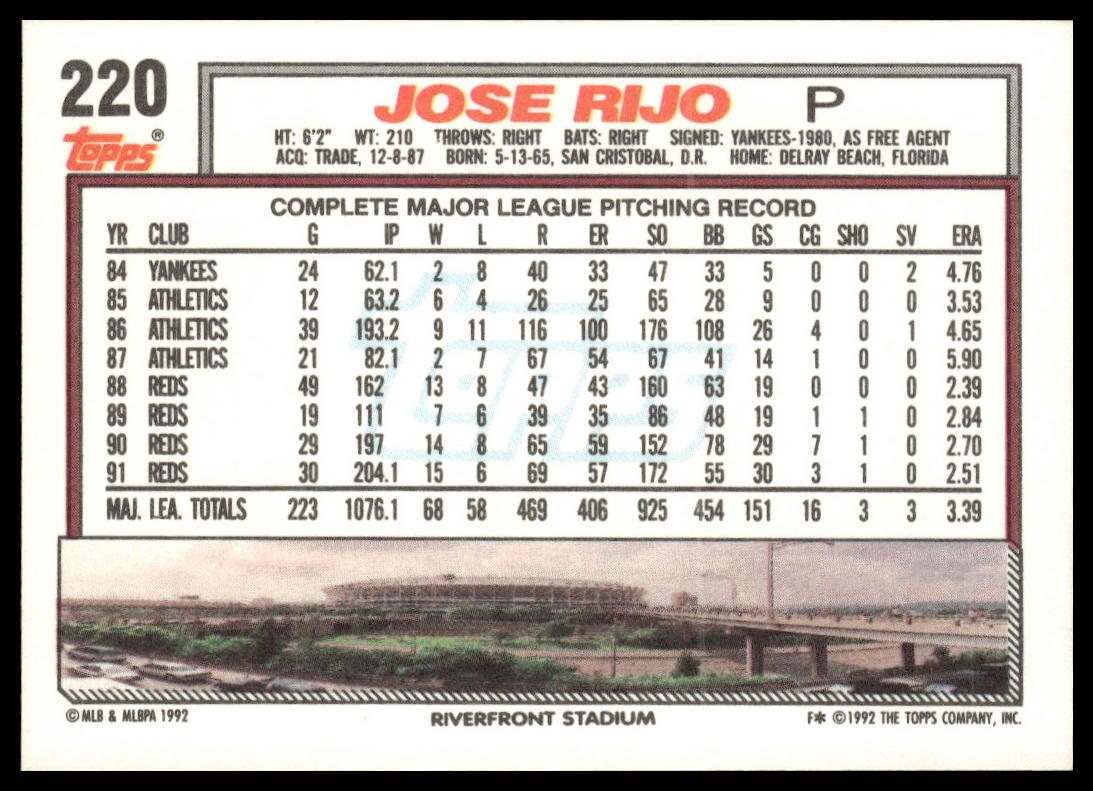 220
Topps®
JOSE RIJO P
HT: 6'2" WT: 210 THROWS: RIGHT BATS: RIGHT SIGNED: YANKEES-1980, AS FREE AGENT
ACQ: TRADE, 12-8-87 BORN: 5-13-65, SAN CRISTOBAL, D.R. HOME: DELRAY BEACH, FLORIDA
COMPLETE MAJOR LEAGUE PITCHING RECORD
YR CLUB G IP W L R ER SO BB GS CG SHO SV ERA
84 YANKEES 24 62.1 2 8 40 33 47 33 5 0 0 2 4.76
85 ATHLETICS 12 63.2 6 4 26 25 65 28 9 0 0 0 3.53
86 ATHLETICS 39 193.2 9 11 116 100 176 108 26 4 0 1 4.65
87 ATHLETICS 21 82.1 2 7 67 54 67 41 14 1 0 0 5.90
88 REDS 49 162 13 8 47 43 160 63 19 0 0 0 2.39
89 REDS 19 111 7 6 39 35 86 48 19 1 1 0 2.84
90 REDS 29 197 14 8 65 59 152 78 29 7 1 0 2.70
91 REDS 30 204.1 15 6 69 57 172 55 30 3 1 0 2.51
MAJ. LEA. TOTALS 223 1076.1 68 58 469 406 925 454 151 16 3 3 3.39
Topps
© MLB & MLBPA 1992 RIVERFRONT STADIUM F* © 1992 THE TOPPS COMPANY, INC.